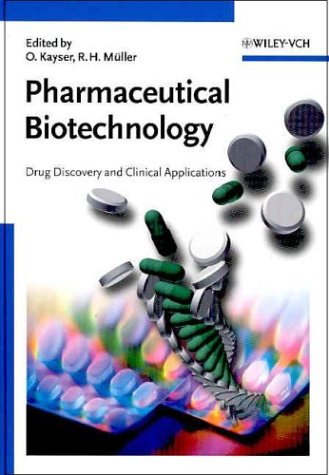 Edited by
O. Kayser, R. H. Müller
WILEY-VCH
Pharmaceutical
Biotechnology
Drug Discovery and Clinical Applications